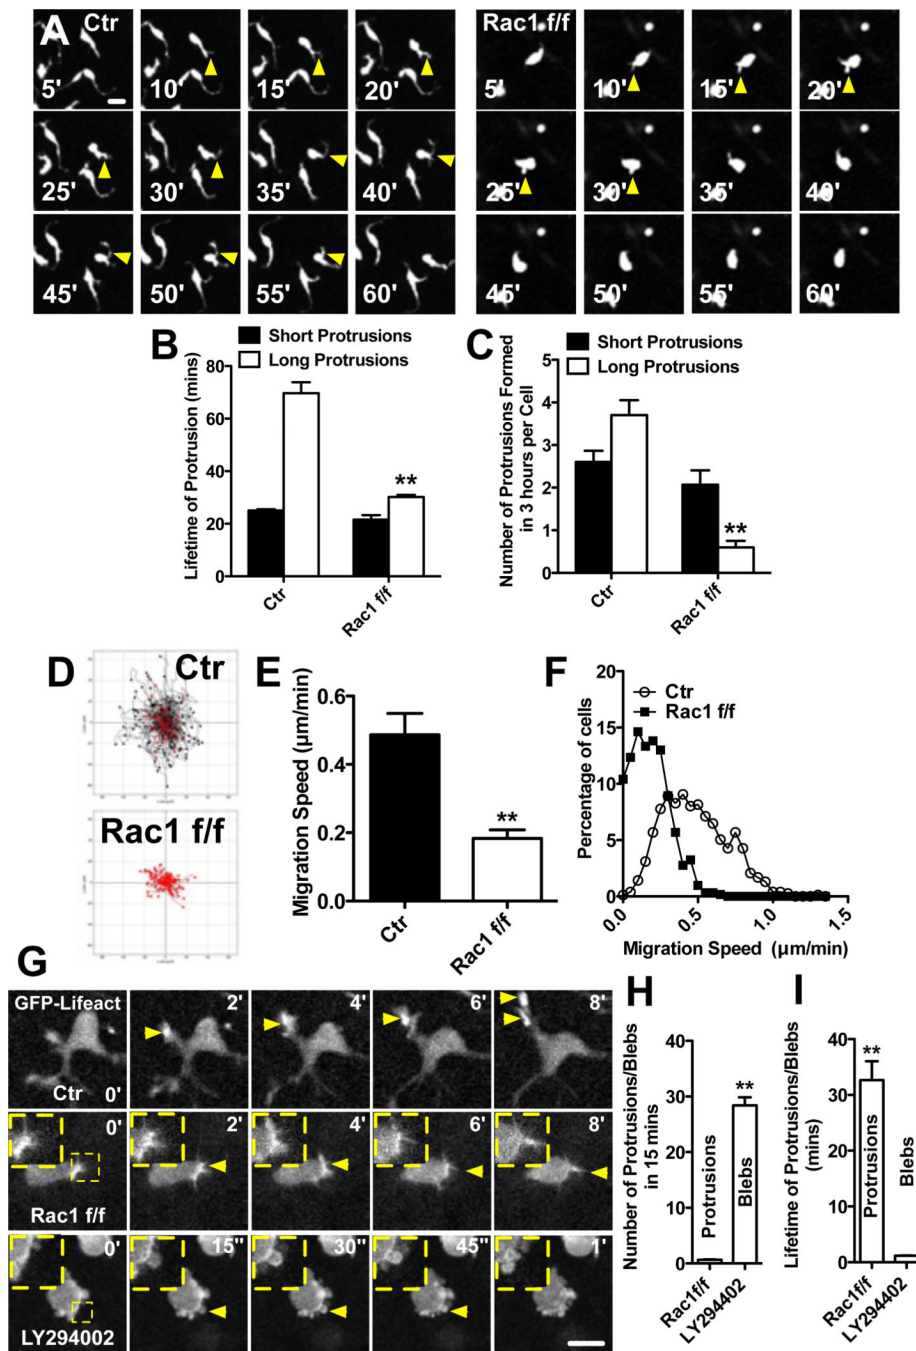 A Ctr
5' 10' 15' 20'
25' 30' 35' 40'
45' 50' 55' 60'
Rac1 f/f
5' 10' 15' 20'
25' 30' 35' 40'
45' 50' 55' 60'
B
Short Protrusions
Long Protrusions
Lifetime of Protrusion (mins)
80
60
40
20
0
**
Ctr Rac1 f/f
C
Short Protrusions
Long Protrusions
Number of Protrusions Formed
in 3 hours per Cell
5
4
3
2
1
0
**
Ctr Rac1 f/f
D
Ctr
Rac1 f/f
E
Migration Speed (µm/min)
0.6
0.4
0.2
0.0
**
Ctr Rac1 f/f
F
Ctr
Rac1 f/f
Percentage of cells
20
15
10
5
0
0.0 0.5 1.0 1.5
Migration Speed (µm/min)
G
GFP-Lifeact 2' 4' 6' 8'
Ctr 0'
0' 2' 4' 6' 8'
Rac1 f/f
0' 15" 30" 45" 1'
LY294002
H
Number of Protrusions/Blebs
in 15 mins
40
30
20
10
0
Protrusions
**
Blebs
Rac1f/f LY294402
I
Lifetime of Protrusions/Blebs
(mins)
40
30
20
10
0
**
Protrusions
Blebs
Rac1f/f
LY294402